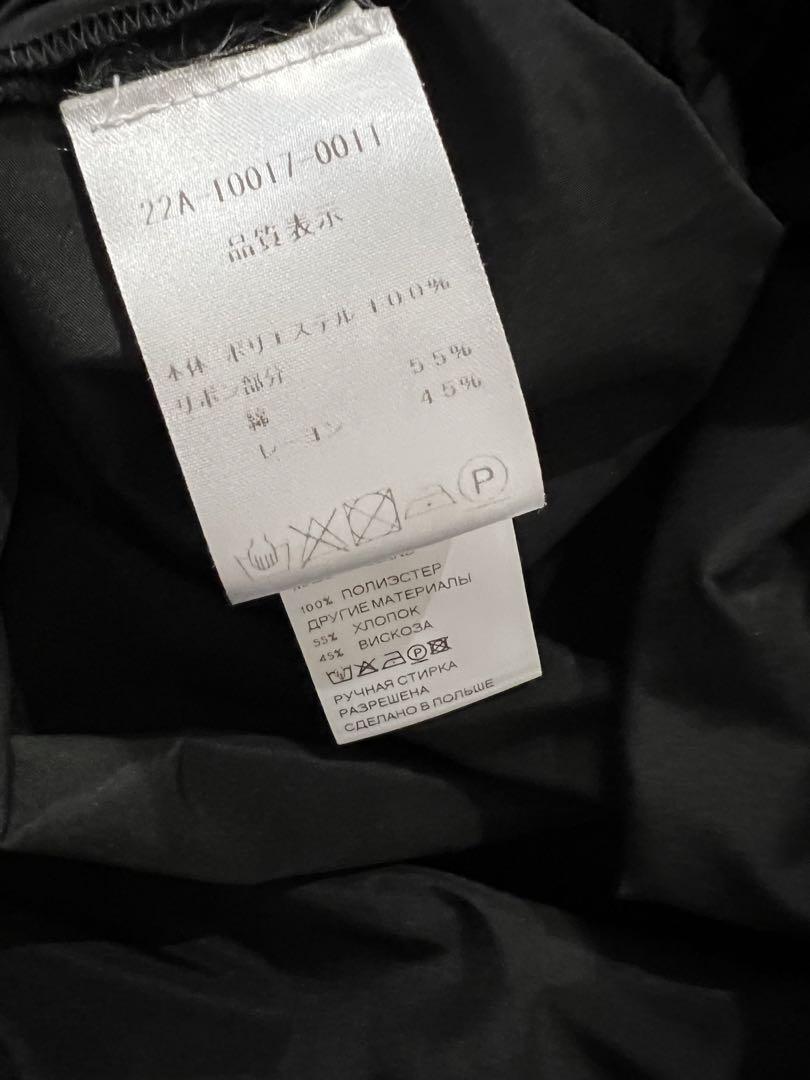 22A-10017-0011
品質表示
本体 ポリエステル 100%
リボン部分
綿 55%
レーヨン 45%
P
100% ПОЛИЭСТЕР
ДРУГИЕ МАТЕРИАЛЫ
55% ХЛОПОК
45% ВИСКОЗА
P
РУЧНАЯ СТИРКА
РАЗРЕШЕНА
СДЕЛАНО В ПОЛЬШЕ